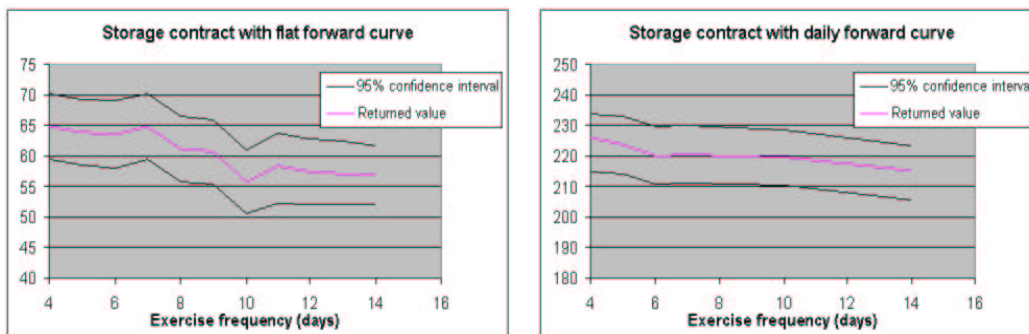 Storage contract with flat forward curve
75
70
65
60
55
50
45
40
95% confidence interval
Returned value
4 6 8 10 12 14 16
Exercise frequency (days)
Storage contract with daily forward curve
250
240
230
220
210
200
190
180
95% confidence interval
Returned value
4 6 8 10 12 14 16
Exercise frequency (days)